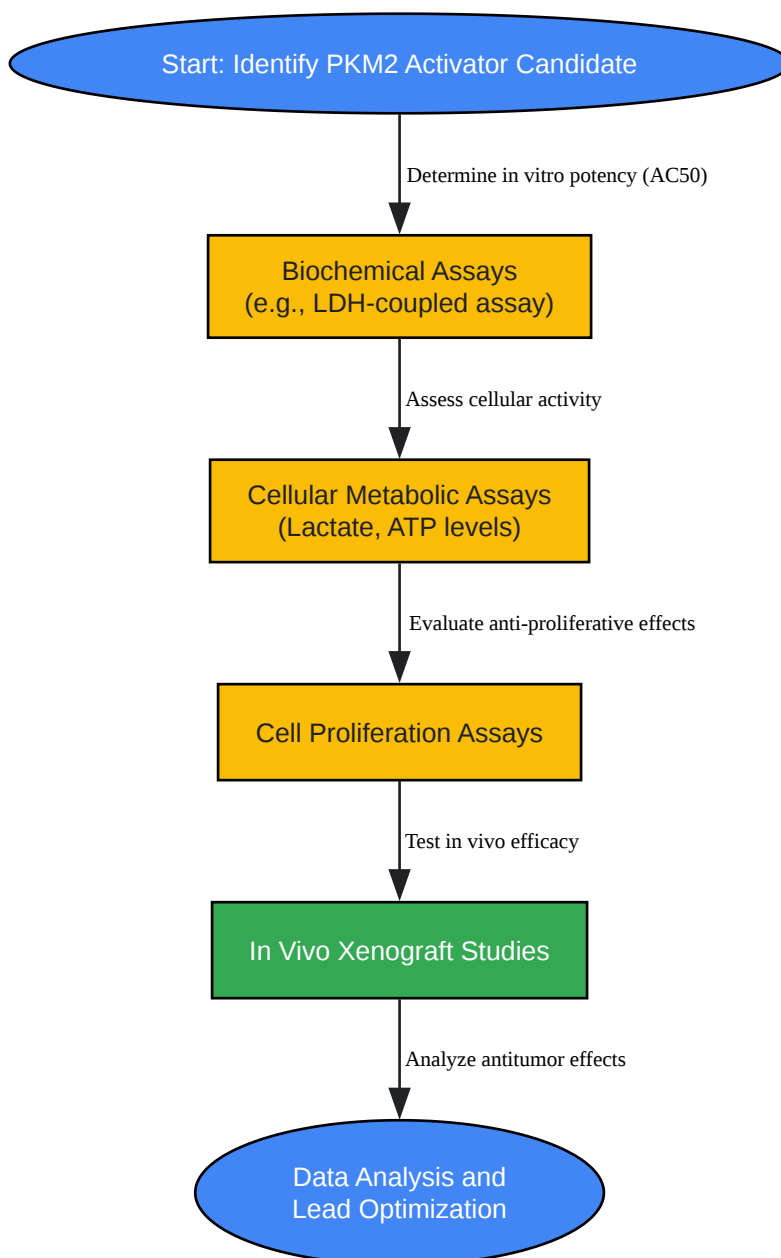 Start: Identify PKM2 Activator Candidate
Determine in vitro potency (AC50)
Biochemical Assays
(e.g., LDH-coupled assay)
Assess cellular activity
Cellular Metabolic Assays
(Lactate, ATP levels)
Evaluate anti-proliferative effects
Cell Proliferation Assays
Test in vivo efficacy
In Vivo Xenograft Studies
Analyze antitumor effects
Data Analysis and
Lead Optimization